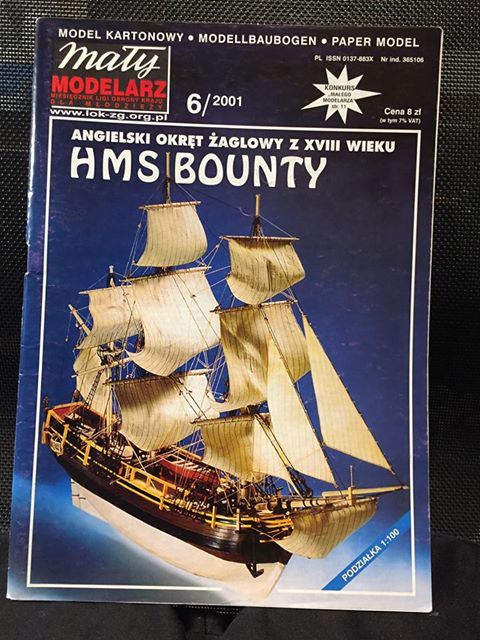 MODEL KARTONOWY • MODELLBAUBOGEN • PAPER MODEL
PL ISSN 0137-883X Nr ind. 365106
mały
MODELARZ
MIESIĘCZNIK LIGI OBRONY KRAJU
DLA MŁODZIEŻY
www.lok-zg.org.pl
6/2001
KONKURS
"MAŁEGO
MODELARZA"
str. 11
Cena 8 zł
(w tym 7% VAT)
ANGIELSKI OKRĘT ŻAGLOWY Z XVIII WIEKU
HMS BOUNTY
PODZIAŁKA 1:100